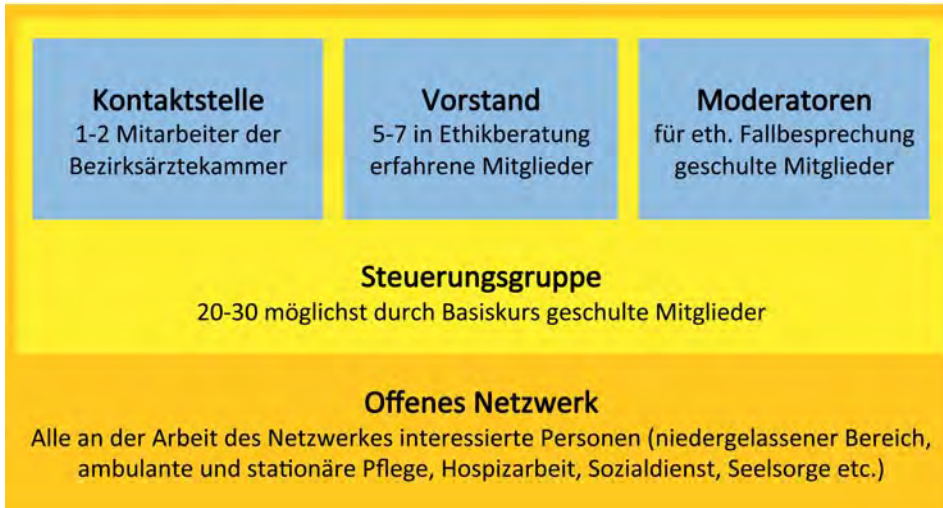 Kontaktstelle
1-2 Mitarbeiter der
Bezirksärztekammer
Vorstand
5-7 in Ethikberatung
erfahrene Mitglieder
Moderatoren
für eth. Fallbesprechung
geschulte Mitglieder
Steuerungsgruppe
20-30 möglichst durch Basiskurs geschulte Mitglieder
Offenes Netzwerk
Alle an der Arbeit des Netzwerkes interessierte Personen (niedergelassener Bereich,
ambulante und stationäre Pflege, Hospizarbeit, Sozialdienst, Seelsorge etc.)